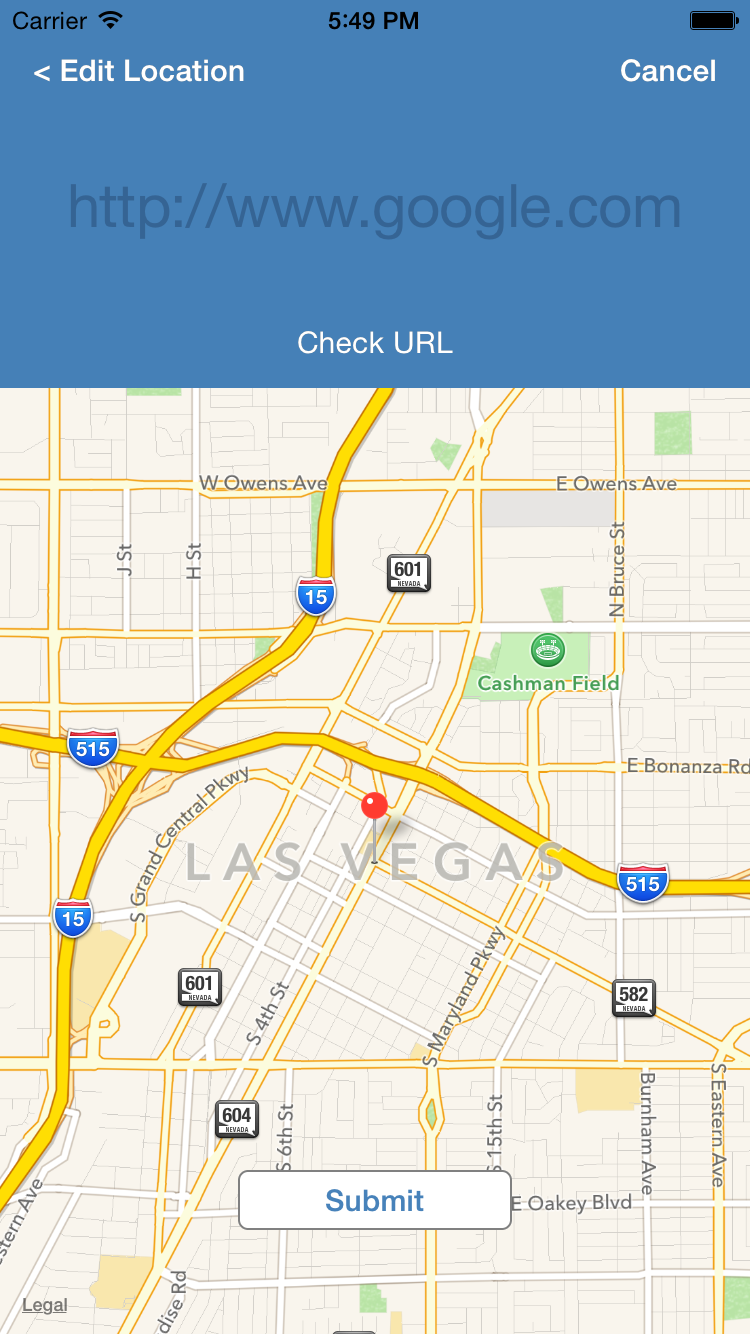 Carrier
5:49 PM
< Edit Location
Cancel
http://www.google.com
Check URL
W Owens Ave
E Owens Ave
J St
H St
N Bruce St
601
NEVADA
15
Cashman Field
515
E Bonanza Rd
S Grand Central Pkwy
LAS VEGAS
515
15
601
NEVADA
S 4th St
S Maryland Pkwy
582
NEVADA
604
NEVADA
S 6th St
S 15th St
Burnham Ave
S Eastern Ave
Submit
E Oakey Blvd
stern Ave
dise Rd
Legal